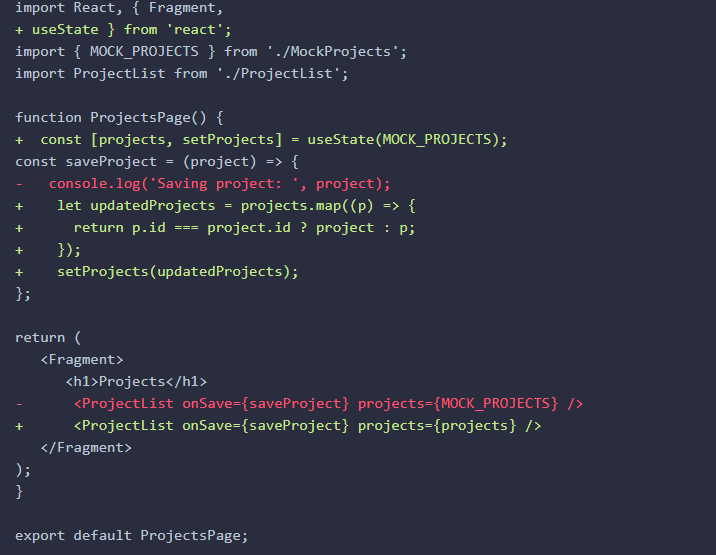 import React, { Fragment,
+ useState } from 'react';
import { MOCK_PROJECTS } from './MockProjects';
import ProjectList from './ProjectList';

function ProjectsPage() {
+  const [projects, setProjects] = useState(MOCK_PROJECTS);
const saveProject = (project) => {
-   console.log('Saving project: ', project);
+    let updatedProjects = projects.map((p) => {
+      return p.id === project.id ? project : p;
+    });
+    setProjects(updatedProjects);
};

return (
   <Fragment>
      <h1>Projects</h1>
-      <ProjectList onSave={saveProject} projects={MOCK_PROJECTS} />
+      <ProjectList onSave={saveProject} projects={projects} />
   </Fragment>
);
}

export default ProjectsPage;